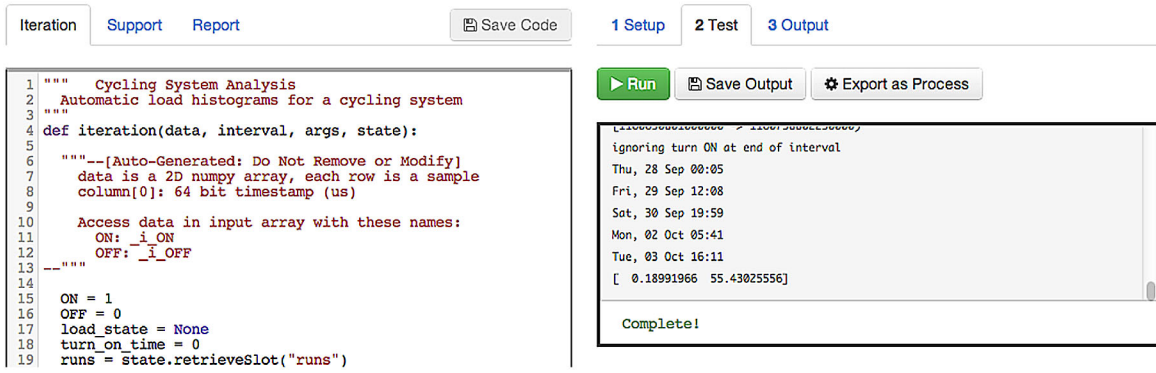 Iteration Support Report Save Code
1 """ Cycling System Analysis
2 Automatic load histograms for a cycling system
3 """
4 def iteration(data, interval, args, state):
5
6 """--[Auto-Generated: Do Not Remove or Modify]
7 data is a 2D numpy array, each row is a sample
8 column[0]: 64 bit timestamp (us)
9
10 Access data in input array with these names:
11 ON: _i_ON
12 OFF: _i_OFF
13 --"""
14
15 ON = 1
16 OFF = 0
17 load_state = None
18 turn_on_time = 0
19 runs = state.retrieveSlot("runs")
1 Setup 2 Test 3 Output
Run Save Output Export as Process
ignoring turn ON at end of interval
Thu, 28 Sep 00:05
Fri, 29 Sep 12:08
Sat, 30 Sep 19:59
Mon, 02 Oct 05:41
Tue, 03 Oct 16:11
[ 0.18991966 55.43025556]
Complete!